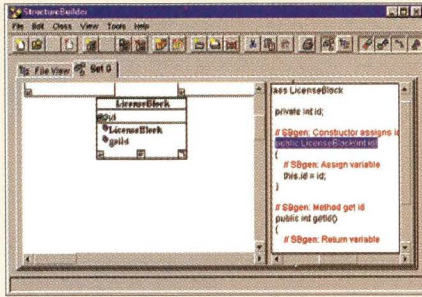 StructureBuilder
File Edit Class View Tools Help
File View Set 0
LicenseBlock
id
LicenseBlock
getId
ass LicenseBlock
private int id;
// SBgen: Constuctor assigns id
public LicenseBlock(int id)
{
// SBgen: Assign variable
this.id = id;
}
// SBgen: Method get id
public int getId()
{
// SBgen: Return variable